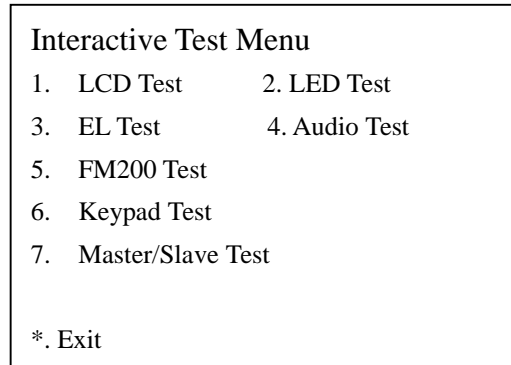 Interactive Test Menu
1. LCD Test 2. LED Test
3. EL Test 4. Audio Test
5. FM200 Test
6. Keypad Test
7. Master/Slave Test
*. Exit